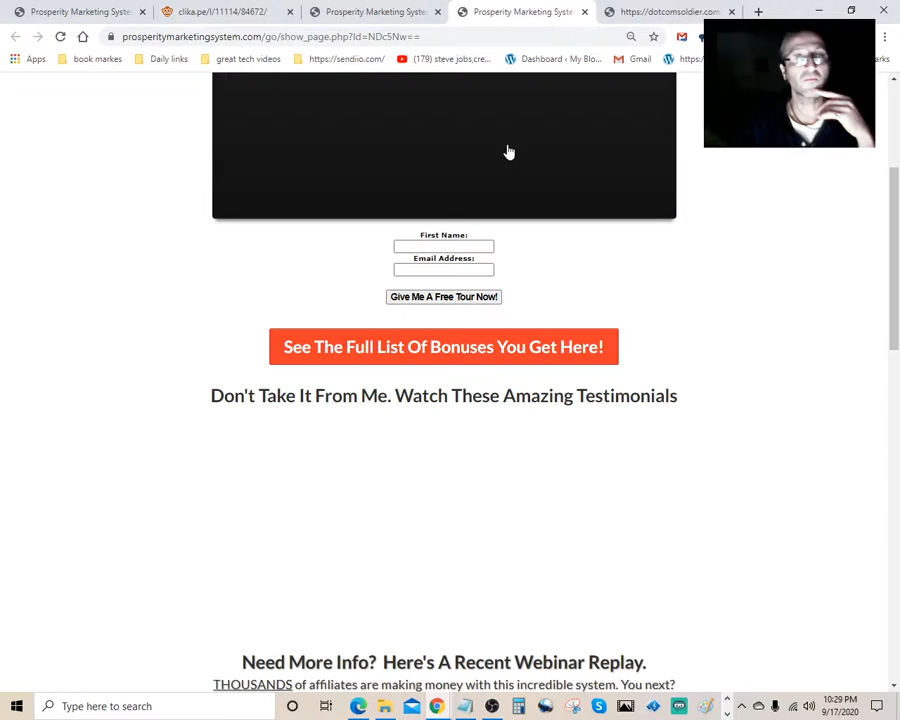 Prosperity Marketing Syste
clika.pe/l/11114/84672/
Prosperity Marketing System
Prosperity Marketing Syste
https://dotcomsoldier.com
prosperitymarketingsystem.com/go/show_page.php?Id=NDc5Nw==
Apps
book markes
Daily links
great tech videos
https://sendiio.com/
(179) steve jobs,cre...
Dashboard ‹ My Blo...
Gmail
First Name:
Email Address:
Give Me A Free Tour Now!
See The Full List Of Bonuses You Get Here!
Don't Take It From Me. Watch These Amazing Testimonials
Need More Info? Here's A Recent Webinar Replay.
THOUSANDS of affiliates are making money with this incredible system. You next?
Type here to search
10:29 PM
9/17/2020